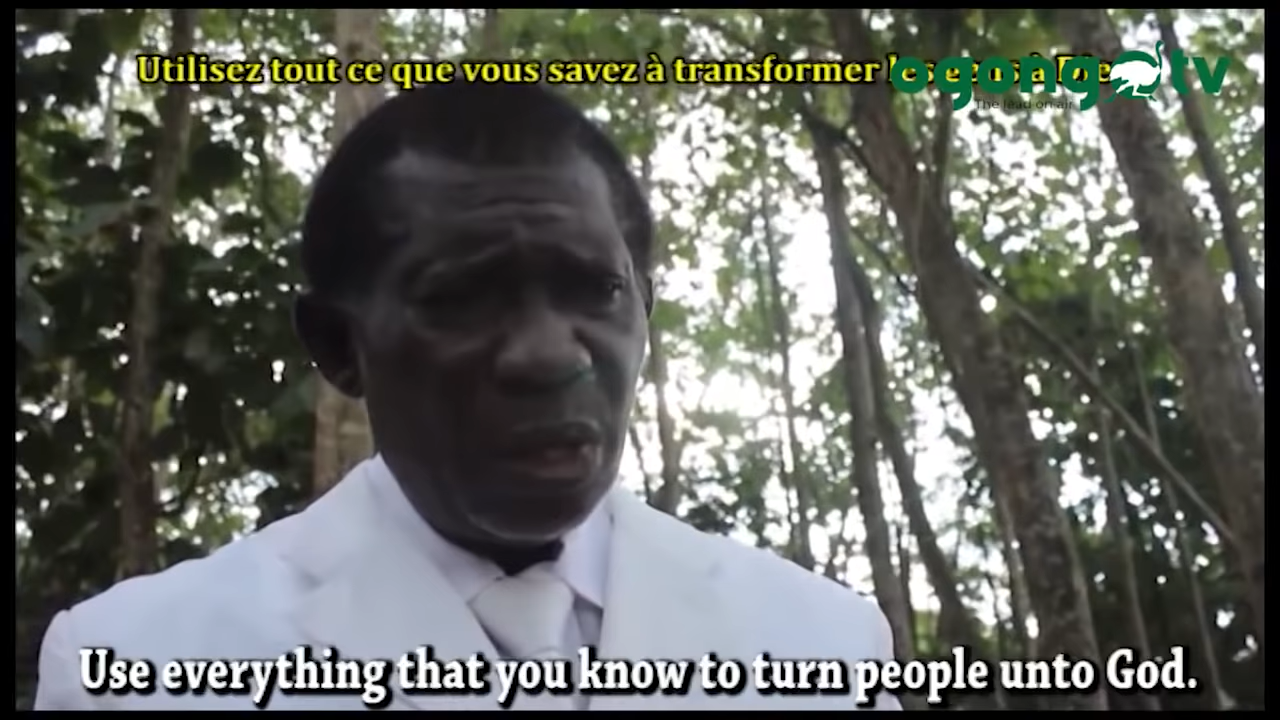 Utilisez tout ce que vous savez à transformer
ogongo tv
The lead on air
Use everything that you know to turn people unto God.